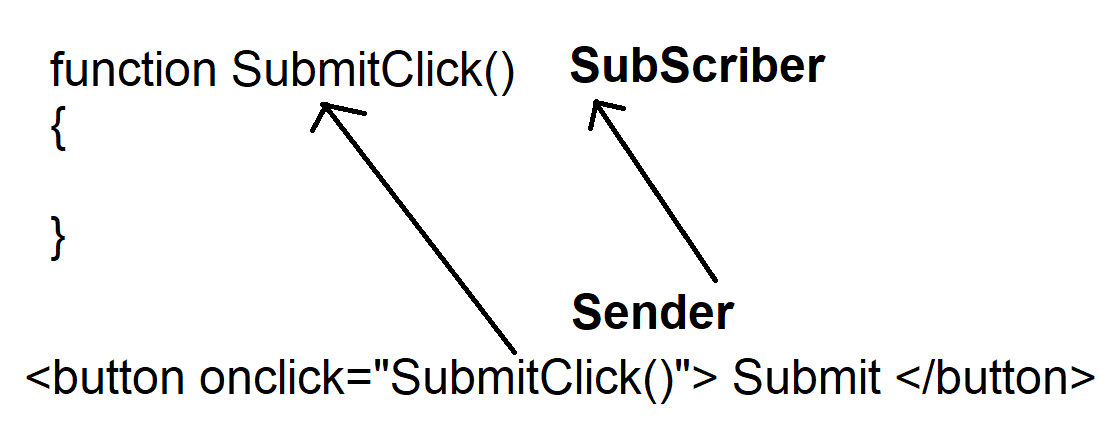 function SubmitClick() SubScriber
{
}
Sender
<button onclick="SubmitClick()"> Submit </button>